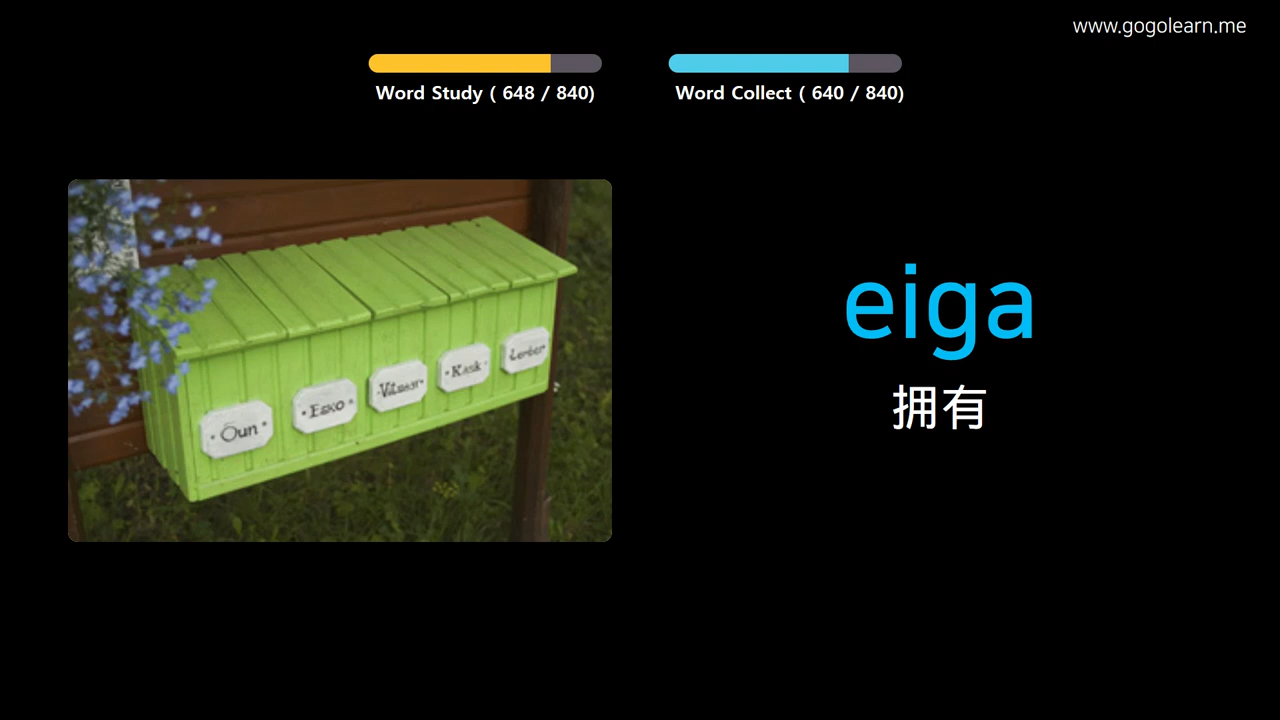 www.gogolearn.me
Word Study ( 648 / 840)
Word Collect ( 640 / 840)
eiga
拥有
Oun
Esko
Kask